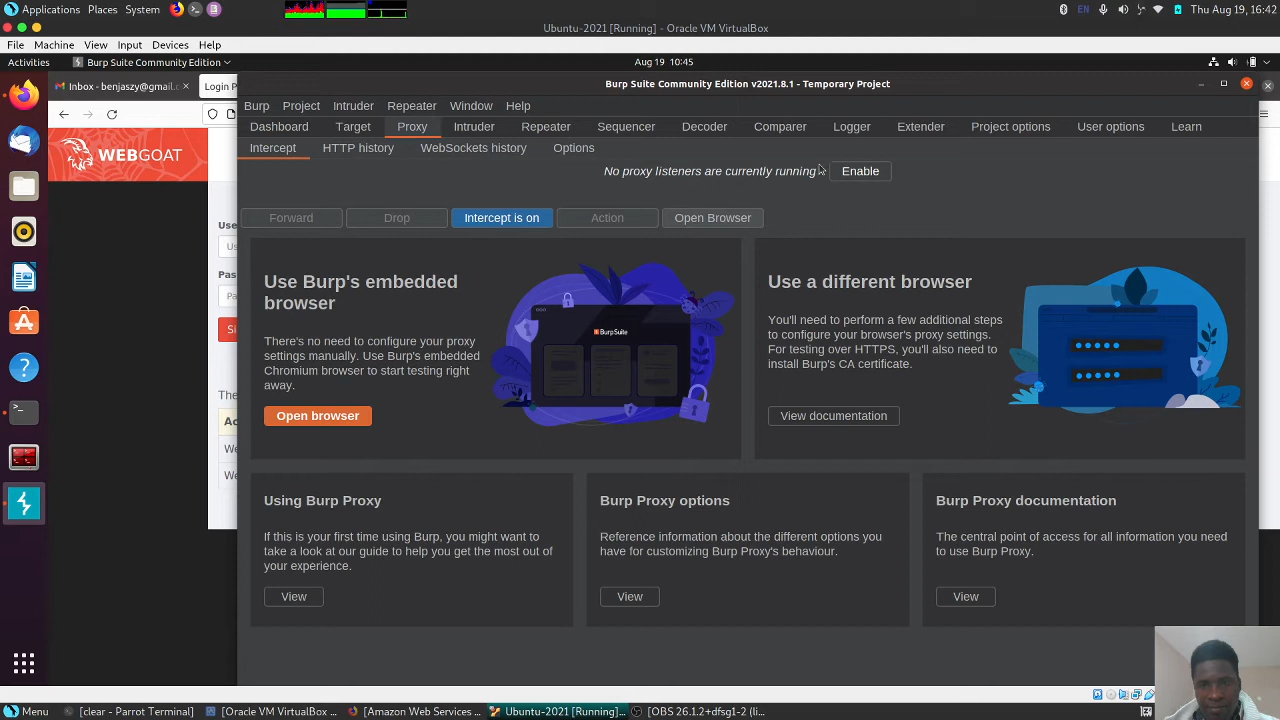 Applications Places System EN Thu Aug 19, 16:42
Ubuntu-2021 [Running] - Oracle VM VirtualBox
File Machine View Input Devices Help
Activities Burp Suite Community Edition Aug 19 10:45
Inbox - benjaszy@gmail.c Login P
Burp Suite Community Edition v2021.8.1 - Temporary Project
Burp Project Intruder Repeater Window Help
Dashboard Target Proxy Intruder Repeater Sequencer Decoder Comparer Logger Extender Project options User options Learn
Intercept HTTP history WebSockets history Options
WEBGOAT
No proxy listeners are currently running Enable
Forward Drop Intercept is on Action Open Browser
Use
Us
Pas
Pa
Si
The
Ac
We
We
Use Burp's embedded
browser
There's no need to configure your proxy
settings manually. Use Burp's embedded
Chromium browser to start testing right
away.
Open browser
Burp Suite
Use a different browser
You'll need to perform a few additional steps
to configure your browser's proxy settings.
For testing over HTTPS, you'll also need to
install Burp's CA certificate.
View documentation
Using Burp Proxy
If this is your first time using Burp, you might want to
take a look at our guide to help you get the most out of
your experience.
View
Burp Proxy options
Reference information about the different options you
have for customizing Burp Proxy's behaviour.
View
Burp Proxy documentation
The central point of access for all information you need
to use Burp Proxy.
View
Menu [clear - Parrot Terminal] [Oracle VM VirtualBox ... [Amazon Web Services ... Ubuntu-2021 [Running]... [OBS 26.1.2+dfsg1-2 (li...